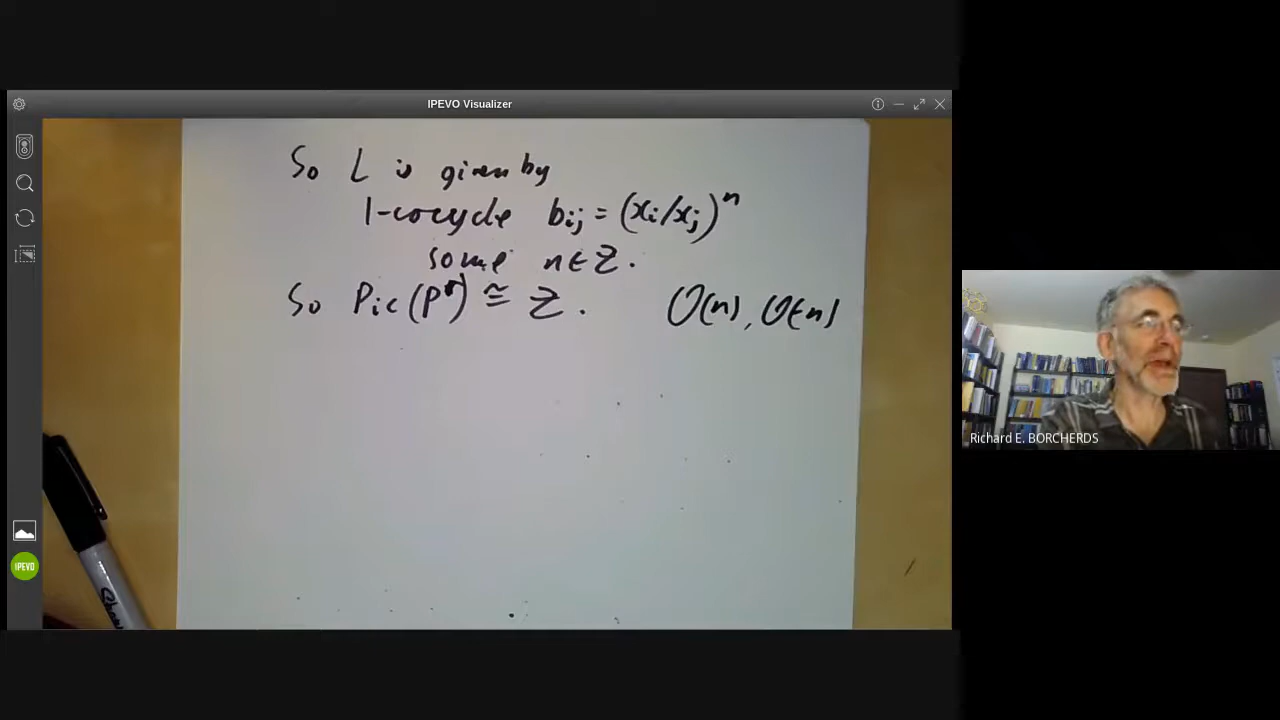 IPEVO Visualizer
So L is given by
1-cocycle bij = (xi/xj)^n
some n∈Z.
So Pic(P^n) ≅ Z. O(n), O(-n)
IPEVO
Richard E. BORCHERDS